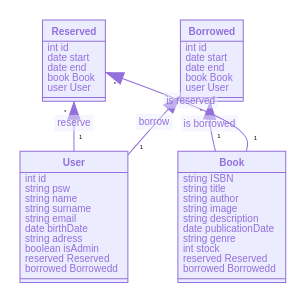 Reserved
int id
date start
date end
book Book
user User
Borrowed
int id
date start
date end
book Book
user User
*
*
*
is reserved
reserve
borrow
is borrowed
1
1
1
1
User
int id
string psw
string name
string surname
string email
date birthDate
string adress
boolean isAdmin
reserved Reserved
borrowed Borrowedd
Book
string ISBN
string title
string author
string image
string description
date publicationDate
string genre
int stock
reserved Reserved
borrowed Borrowedd